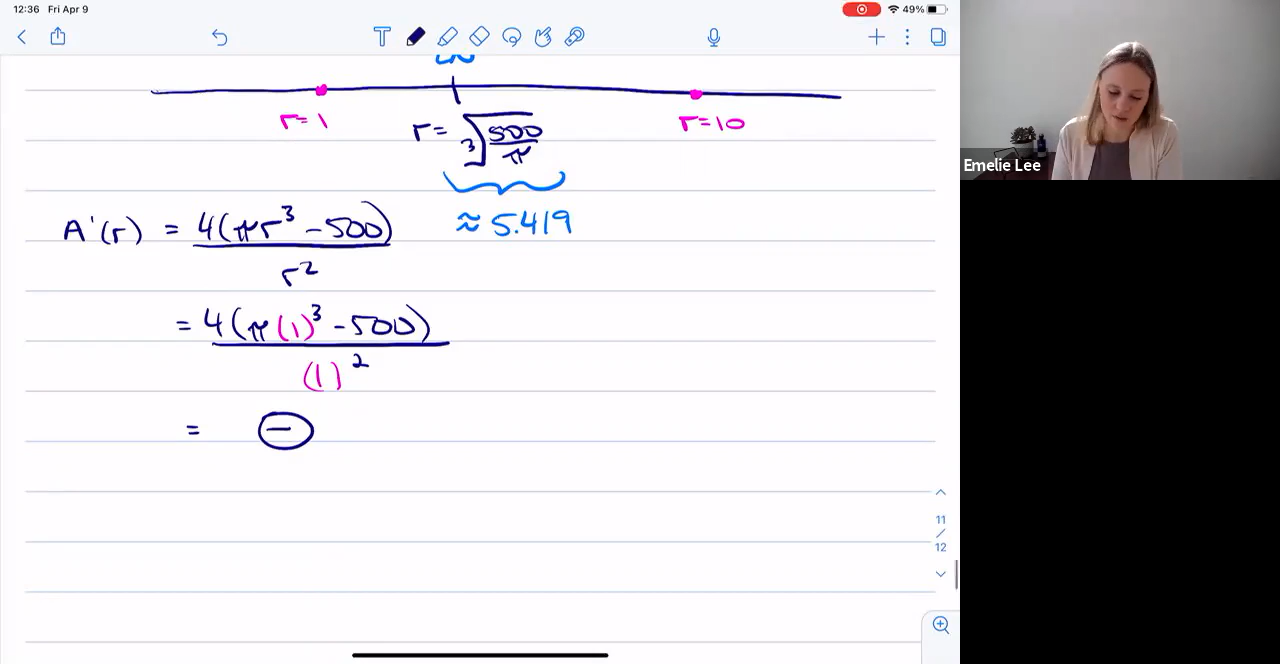 12:36 Fri Apr 9
49%
T
r=1
r= ∛(500/π)
r=10
≈ 5.419
A'(r) = 4(πr³ - 500) / r²
= 4(π(1)³ - 500) / (1)²
= ⊖
Emelie Lee
11
/
12